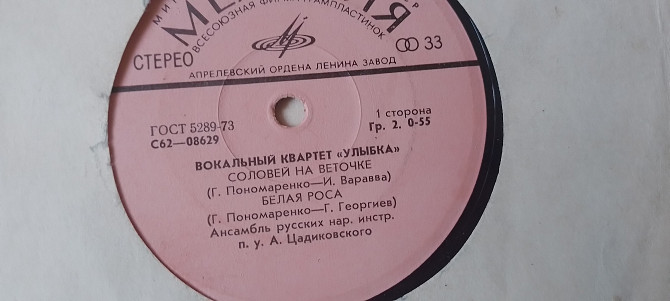 МЕ
ВСЕСОЮЗНАЯ ФИРМА ГРАМПЛАСТИНОК
СТЕРЕО
33
АПРЕЛЕВСКИЙ ОРДЕНА ЛЕНИНА ЗАВОД
ГОСТ 5289-73
С62—08629
1 сторона
Гр. 2. 0-55
ВОКАЛЬНЫЙ КВАРТЕТ «УЛЫБКА»
СОЛОВЕЙ НА ВЕТОЧКЕ
(Г. Пономаренко—И. Варавва)
БЕЛАЯ РОСА
(Г. Пономаренко—Г. Георгиев)
Ансамбль русских нар. инстр.
п. у. А. Цадиковского